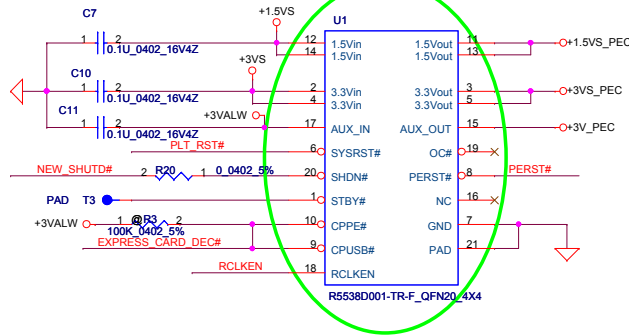 C7
+1.5VS
U1
1 2 12 1.5Vin 1.5Vout 11 +1.5VS_PEC
0.1U_0402_16V4Z 14 1.5Vin 1.5Vout 13
C10 +3VS
1 2 2 3.3Vin 3.3Vout 3 +3VS_PEC
0.1U_0402_16V4Z 4 3.3Vin 3.3Vout 5
C11 +3VALW
1 2 17 AUX_IN AUX_OUT 15 +3V_PEC
0.1U_0402_16V4Z
PLT_RST# 6 SYSRST# OC# 19
NEW_SHUTD# 2 R20 1 0_0402_5% 20 SHDN# PERST# 8 PERST#
PAD T3 1 STBY# NC 16
+3VALW 1 @R3 2 10 CPPE# GND 7
100K_0402_5%
EXPRESS_CARD_DEC# 9 CPUSB# PAD 21
RCLKEN 18 RCLKEN
R5538D001-TR-F_QFN20_4X4